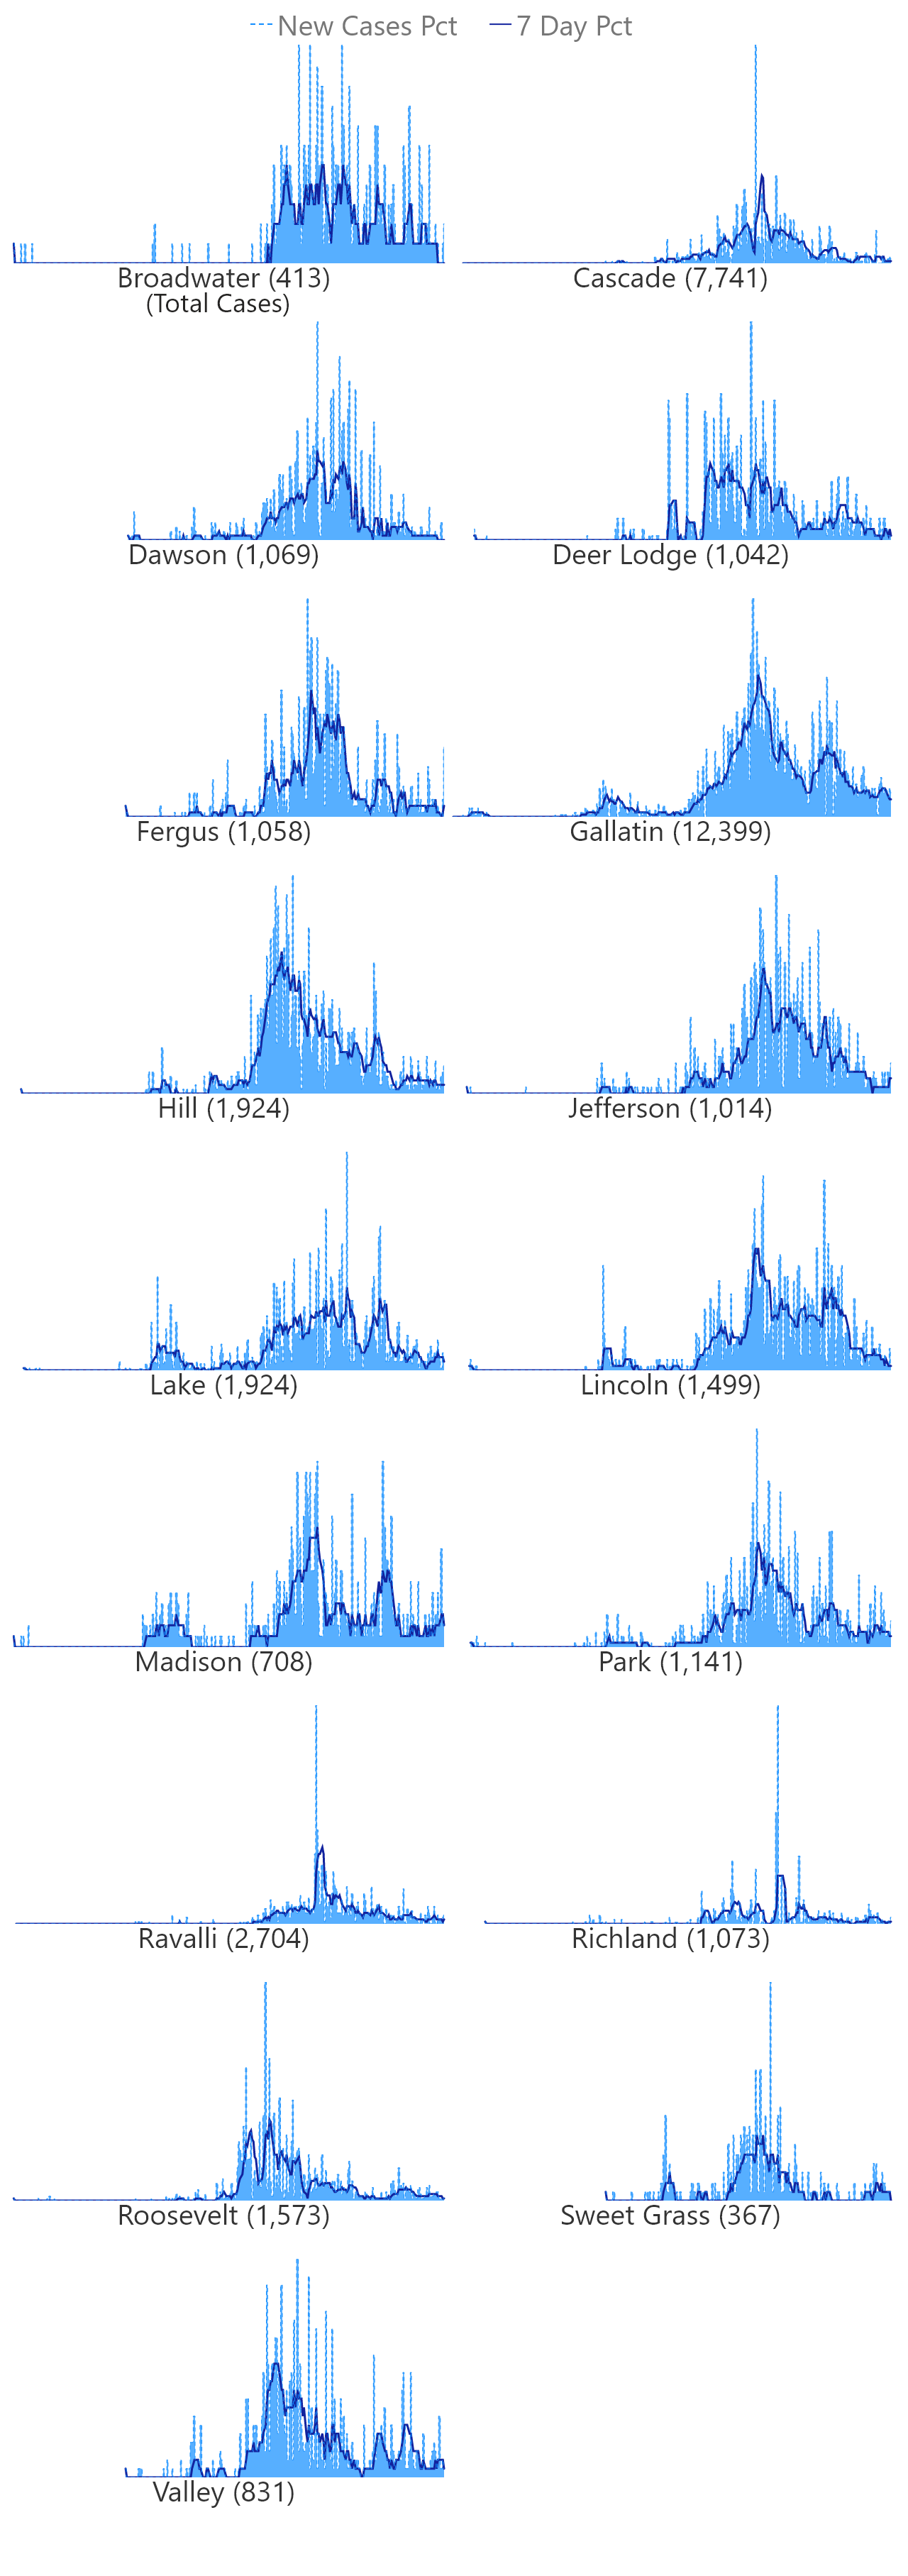 New Cases Pct 7 Day Pct
Broadwater (413) Cascade (7,741)
(Total Cases)
Dawson (1,069) Deer Lodge (1,042)
Fergus (1,058) Gallatin (12,399)
Hill (1,924) Jefferson (1,014)
Lake (1,924) Lincoln (1,499)
Madison (708) Park (1,141)
Ravalli (2,704) Richland (1,073)
Roosevelt (1,573) Sweet Grass (367)
Valley (831)